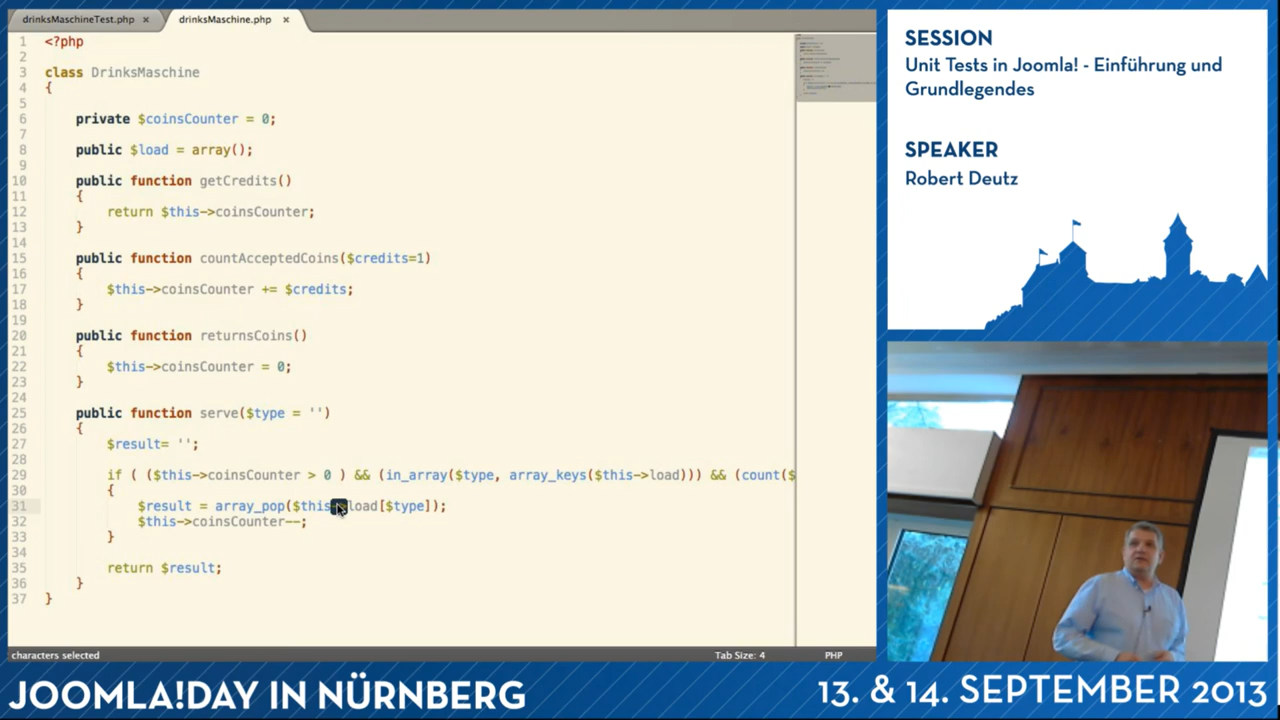 drinksMaschineTest.php ×
drinksMaschine.php ×
1 <?php
2
3 class DrinksMaschine
4 {
5
6     private $coinsCounter = 0;
7
8     public $load = array();
9
10     public function getCredits()
11     {
12         return $this->coinsCounter;
13     }
14
15     public function countAcceptedCoins($credits=1)
16     {
17         $this->coinsCounter += $credits;
18     }
19
20     public function returnsCoins()
21     {
22         $this->coinsCounter = 0;
23     }
24
25     public function serve($type = '')
26     {
27         $result= '';
28
29         if ( ($this->coinsCounter > 0 ) && (in_array($type, array_keys($this->load))) && (count($
30         {
31             $result = array_pop($this->load[$type]);
32             $this->coinsCounter--;
33         }
34
35         return $result;
36     }
37 }
characters selected
Tab Size: 4
PHP
SESSION
Unit Tests in Joomla! - Einführung und
Grundlegendes
SPEAKER
Robert Deutz
JOOMLA!DAY IN NÜRNBERG
13. & 14. SEPTEMBER 2013